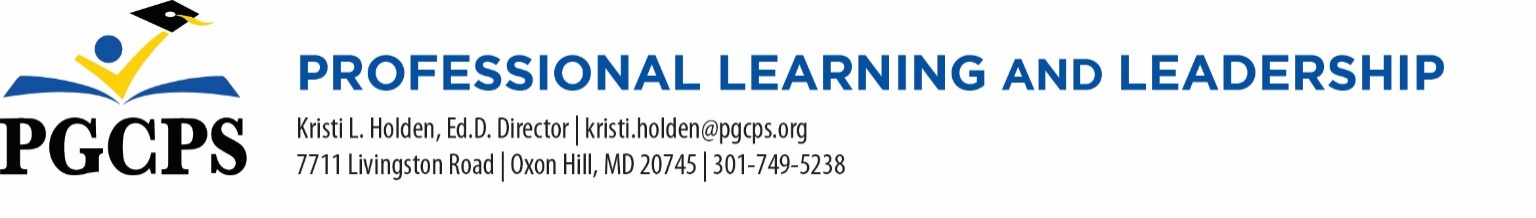 PROFESSIONAL LEARNING AND LEADERSHIP
PGCPS
Kristi L. Holden, Ed.D. Director | kristi.holden@pgcps.org
7711 Livingston Road | Oxon Hill, MD 20745 | 301-749-5238